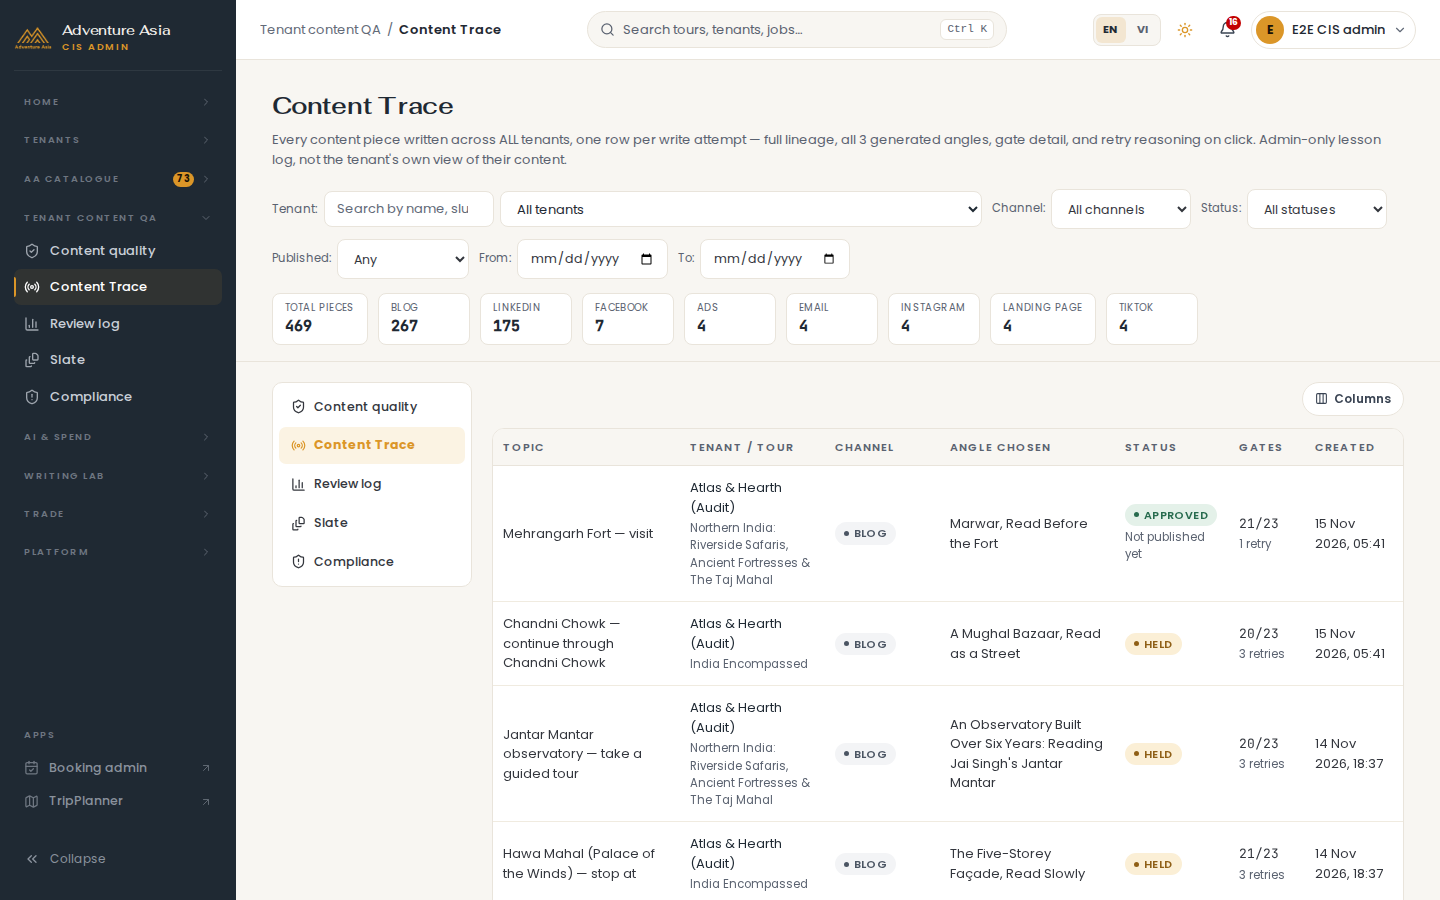 Adventure Asia
Adventure Asia
CIS ADMIN
HOME
TENANTS
AA CATALOGUE
73
TENANT CONTENT QA
Content quality
Content Trace
Review log
Slate
Compliance
AI & SPEND
WRITING LAB
TRADE
PLATFORM
APPS
Booking admin
TripPlanner
Collapse
Tenant content QA / Content Trace
Search tours, tenants, jobs...
Ctrl K
EN
VI
16
E
E2E CIS admin
Content Trace
Every content piece written across ALL tenants, one row per write attempt — full lineage, all 3 generated angles, gate detail, and retry reasoning on click. Admin-only lesson
log, not the tenant's own view of their content.
Tenant:
Search by name, slu
All tenants
Channel:
All channels
Status:
All statuses
Published:
Any
From:
mm/dd/yyyy
To:
mm/dd/yyyy
TOTAL PIECES
469
BLOG
267
LINKEDIN
175
FACEBOOK
7
ADS
4
EMAIL
4
INSTAGRAM
4
LANDING PAGE
4
TIKTOK
4
Content quality
Content Trace
Review log
Slate
Compliance
Columns
TOPIC
TENANT / TOUR
CHANNEL
ANGLE CHOSEN
STATUS
GATES
CREATED
Mehrangarh Fort — visit
Atlas & Hearth
(Audit)
Northern India:
Riverside Safaris,
Ancient Fortresses &
The Taj Mahal
BLOG
Marwar, Read Before
the Fort
APPROVED
Not published
yet
21/23
1 retry
15 Nov
2026, 05:41
Chandni Chowk —
continue through
Chandni Chowk
Atlas & Hearth
(Audit)
India Encompassed
BLOG
A Mughal Bazaar, Read
as a Street
HELD
20/23
3 retries
15 Nov
2026, 05:41
Jantar Mantar
observatory — take a
guided tour
Atlas & Hearth
(Audit)
Northern India:
Riverside Safaris,
Ancient Fortresses &
The Taj Mahal
BLOG
An Observatory Built
Over Six Years: Reading
Jai Singh's Jantar
Mantar
HELD
20/23
3 retries
14 Nov
2026, 18:37
Hawa Mahal (Palace of
the Winds) — stop at
Atlas & Hearth
(Audit)
India Encompassed
BLOG
The Five-Storey
Façade, Read Slowly
HELD
21/23
3 retries
14 Nov
2026, 18:37